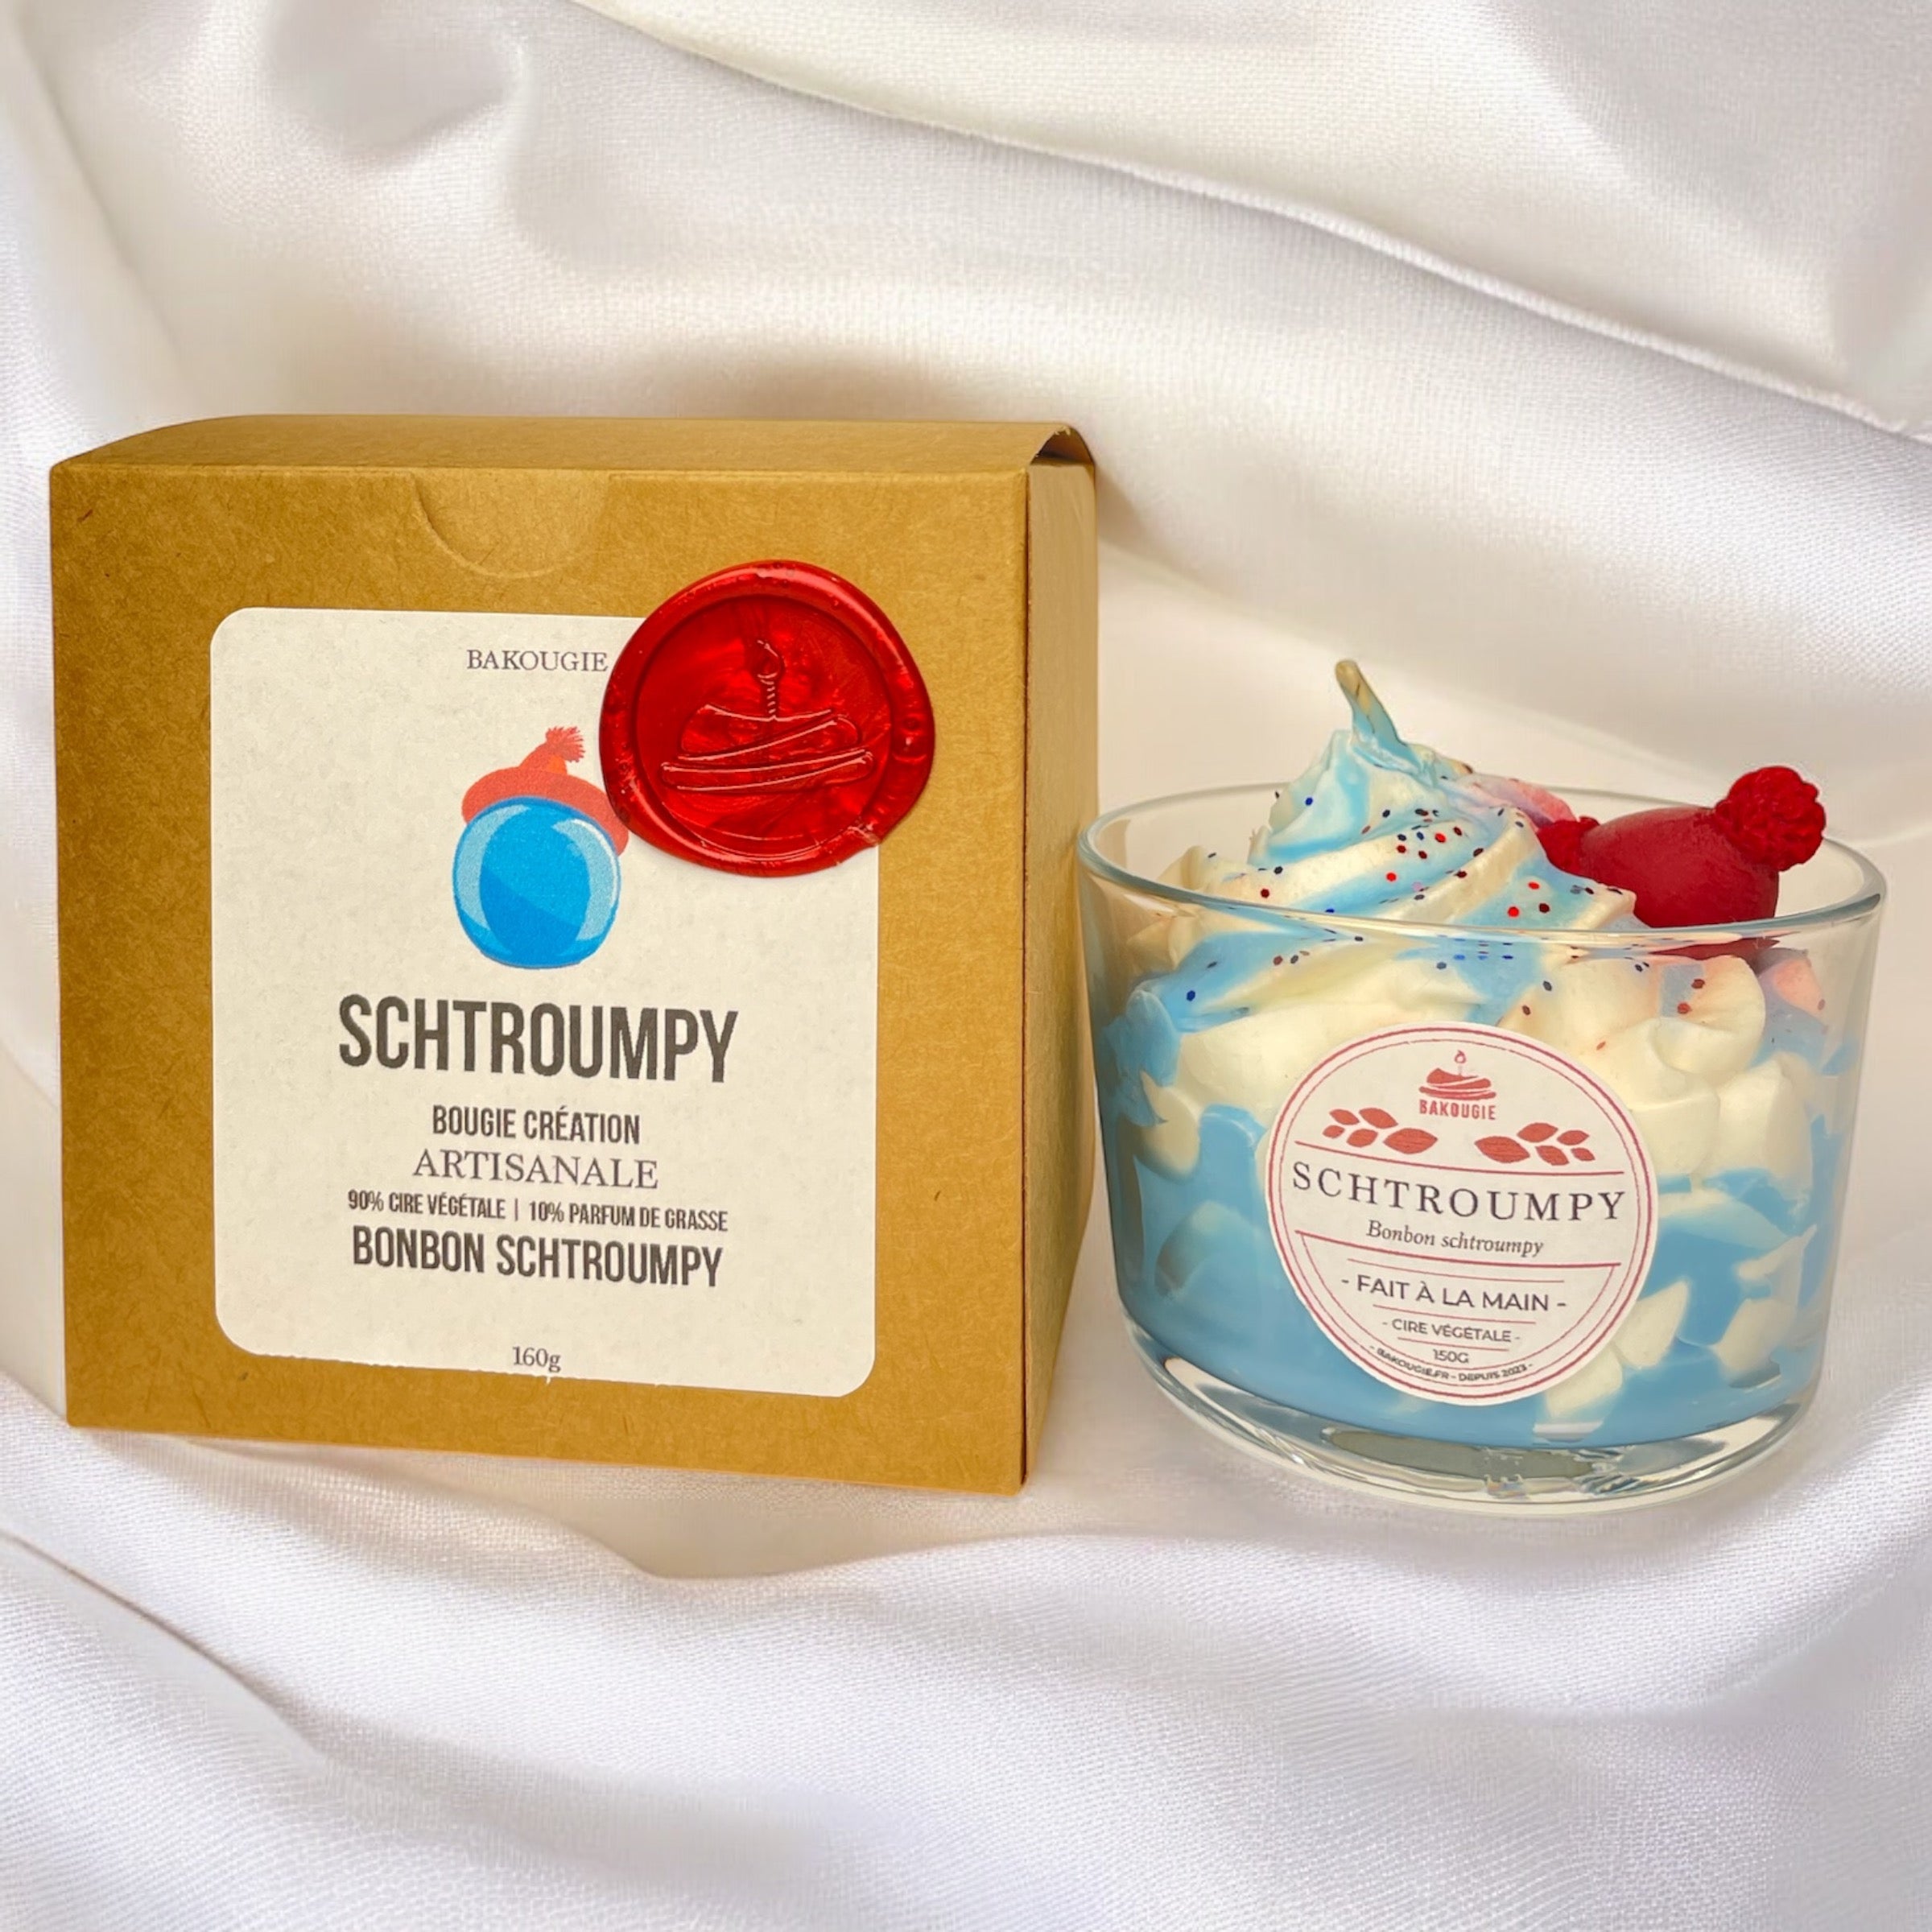 BAKOUGIE
SCHTROUMPY
BOUGIE CRÉATION
ARTISANALE
90% CIRE VÉGÉTALE | 10% PARFUM DE GRASSE
BONBON SCHTROUMPY
160g
BAKOUGIE
SCHTROUMPY
Bonbon schtroumpy
- FAIT À LA MAIN -
- CIRE VÉGÉTALE -
150G
- BAKOUGIE.FR - DEPUIS 2023 -